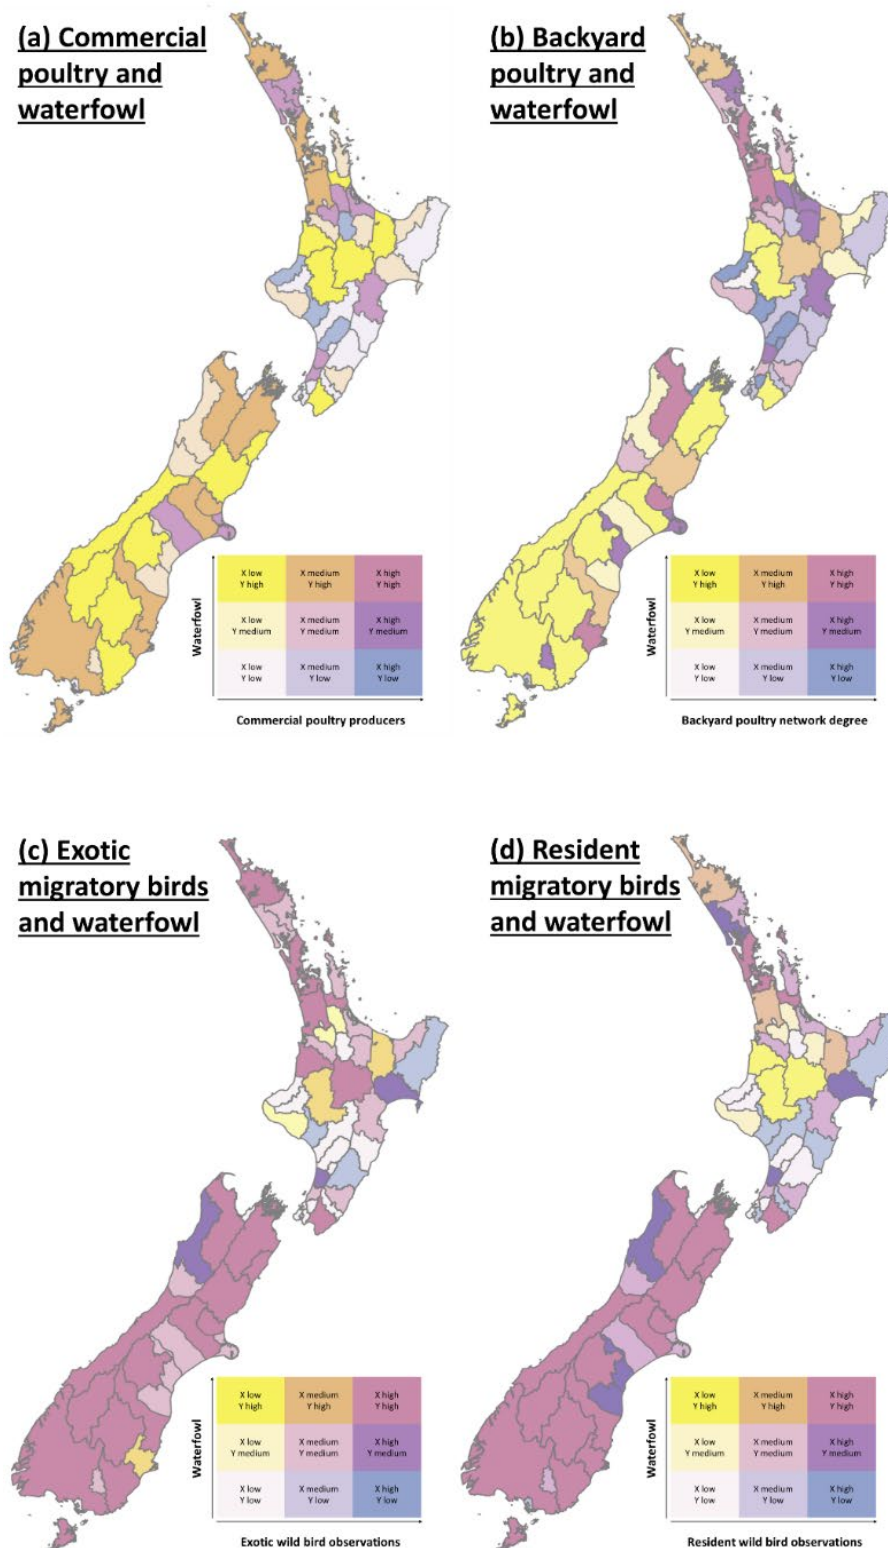 (a) Commercial
poultry and
waterfowl
Waterfowl
X low
Y high
X medium
Y high
X high
Y high
X low
Y medium
X medium
Y medium
X high
Y medium
X low
Y low
X medium
Y low
X high
Y low
Commercial poultry producers
(b) Backyard
poultry and
waterfowl
Waterfowl
X low
Y high
X medium
Y high
X high
Y high
X low
Y medium
X medium
Y medium
X high
Y medium
X low
Y low
X medium
Y low
X high
Y low
Backyard poultry network degree
(c) Exotic
migratory birds
and waterfowl
Waterfowl
X low
Y high
X medium
Y high
X high
Y high
X low
Y medium
X medium
Y medium
X high
Y medium
X low
Y low
X medium
Y low
X high
Y low
Exotic wild bird observations
(d) Resident
migratory birds
and waterfowl
Waterfowl
X low
Y high
X medium
Y high
X high
Y high
X low
Y medium
X medium
Y medium
X high
Y medium
X low
Y low
X medium
Y low
X high
Y low
Resident wild bird observations